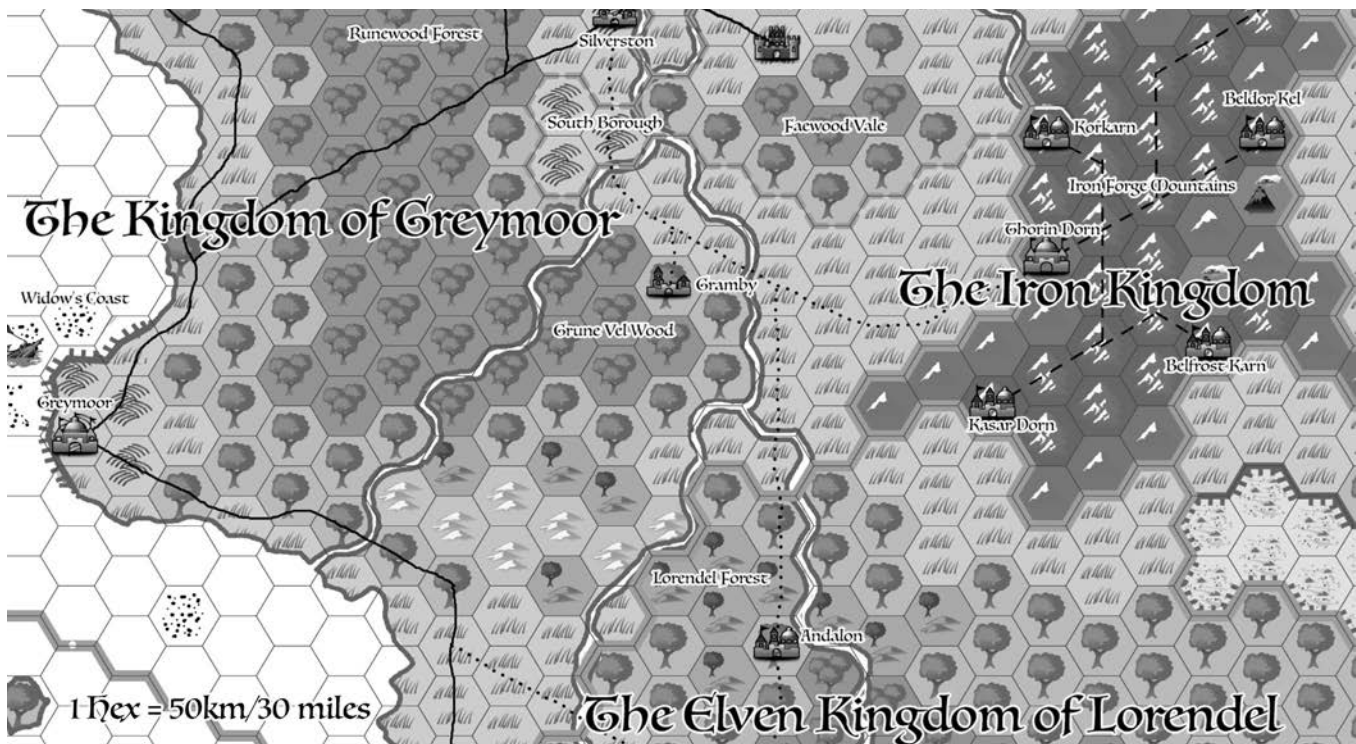 Runewood Forest
Silverston
Beldor Kel
South Borough
Faewood Vale
Korkarn
Iron Forge Mountains
The Kingdom of Greymoor
Thorin Dorn
The Iron Kingdom
Gramby
Widow's Coast
Grune Vel Wood
Belfrost Karn
Greymoor
Kasar Dorn
Lorendel Forest
Andalon
1 Hex = 50km/30 miles
The Elven Kingdom of Lorendel